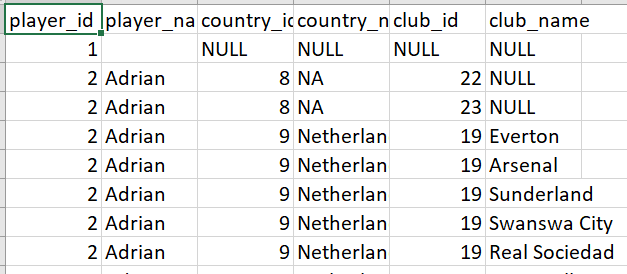 player_id player_na country_id country_n club_id club_name
1 NULL NULL NULL NULL
2 Adrian 8 NA 22 NULL
2 Adrian 8 NA 23 NULL
2 Adrian 9 Netherlan 19 Everton
2 Adrian 9 Netherlan 19 Arsenal
2 Adrian 9 Netherlan 19 Sunderland
2 Adrian 9 Netherlan 19 Swanswa City
2 Adrian 9 Netherlan 19 Real Sociedad